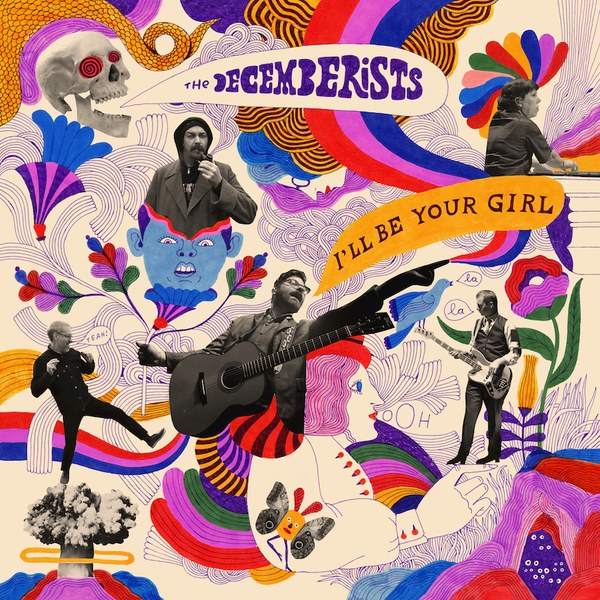 THE DECEMBERiSTS
I'LL BE YOUR GIRL
YEAH!
la
la
OOH